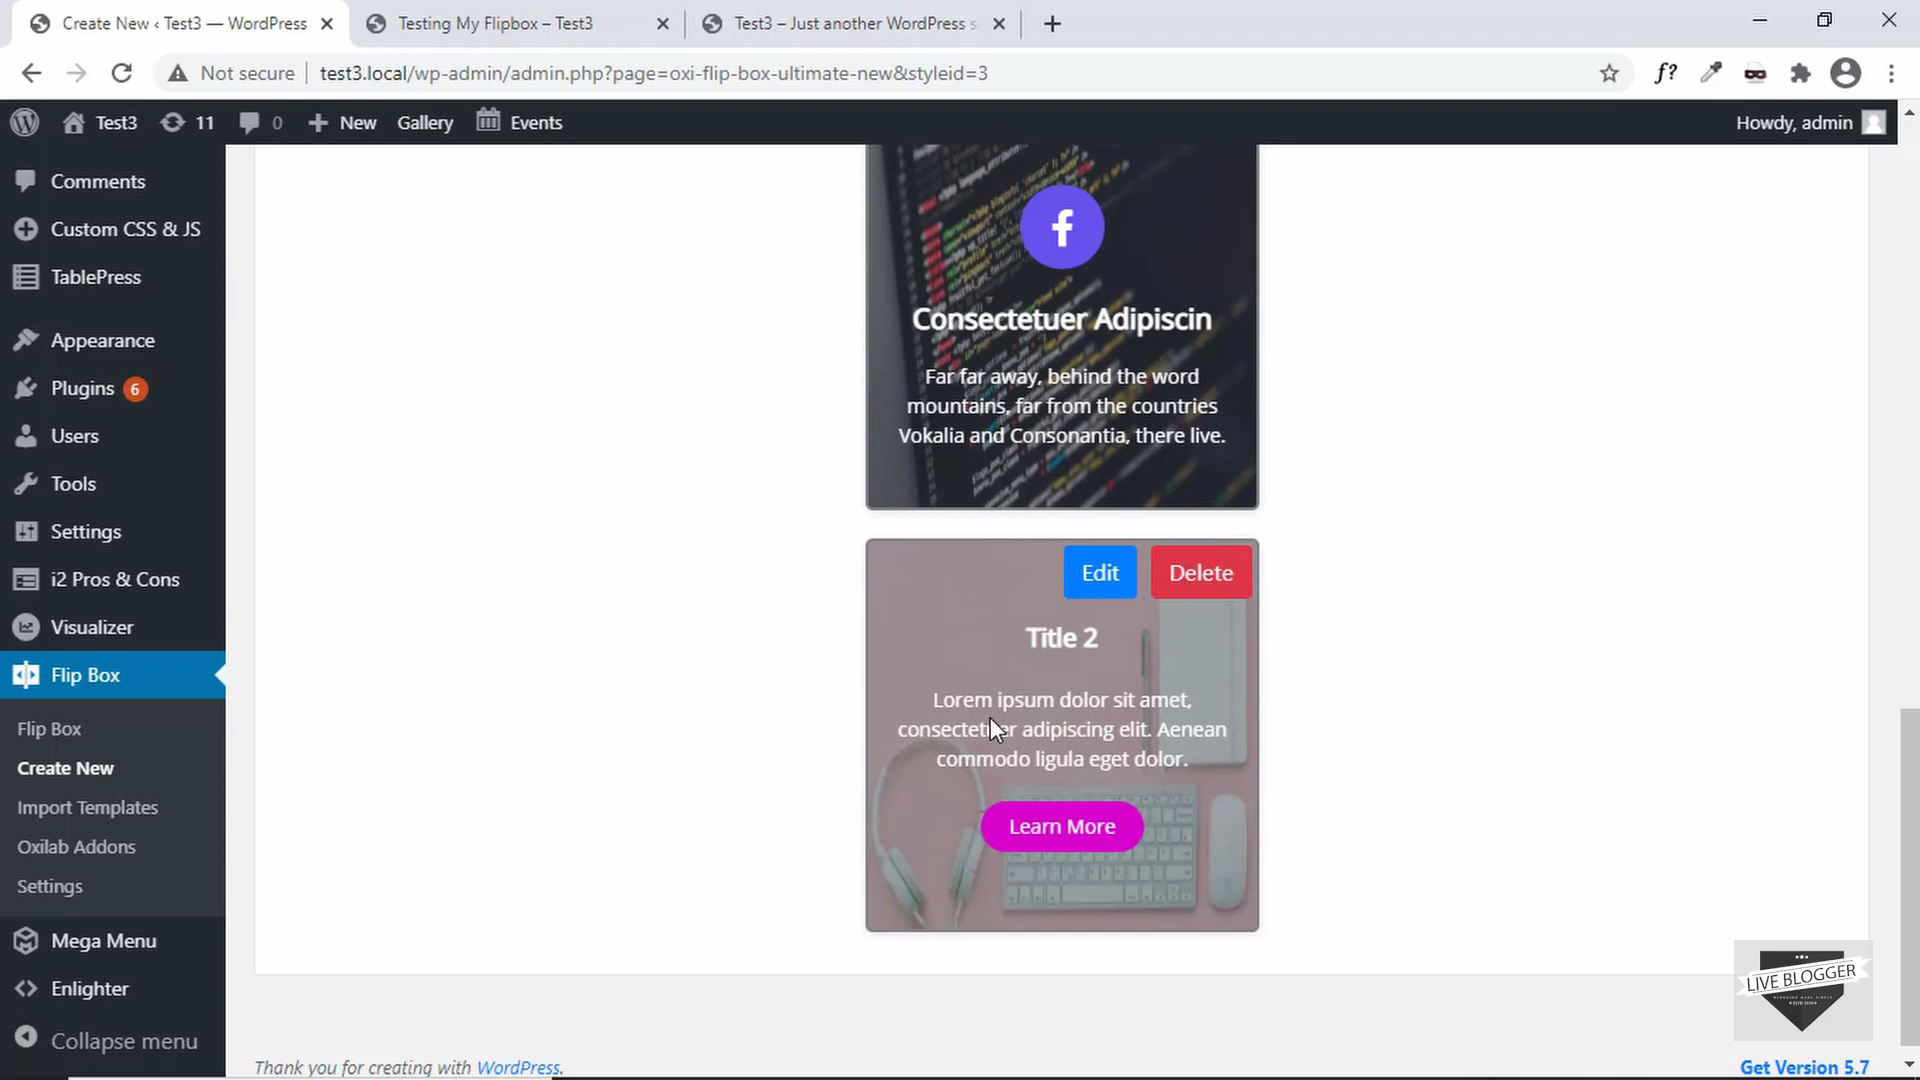 Create New ‹ Test3 — WordPress
Testing My Flipbox – Test3
Test3 – Just another WordPress s
Not secure
test3.local/wp-admin/admin.php?page=oxi-flip-box-ultimate-new&styleid=3
f?
Test3
11
0
New
Gallery
Events
Howdy, admin
Comments
Custom CSS & JS
TablePress
Appearance
Plugins 6
Users
Tools
Settings
i2 Pros & Cons
Visualizer
Flip Box
Flip Box
Create New
Import Templates
Oxilab Addons
Settings
Mega Menu
Enlighter
Collapse menu
Consectetuer Adipiscin
Far far away, behind the word
mountains, far from the countries
Vokalia and Consonantia, there live.
Edit
Delete
Title 2
Lorem ipsum dolor sit amet,
consectetuer adipiscing elit. Aenean
commodo ligula eget dolor.
Learn More
LIVE BLOGGER
Thank you for creating with WordPress.
Get Version 5.7